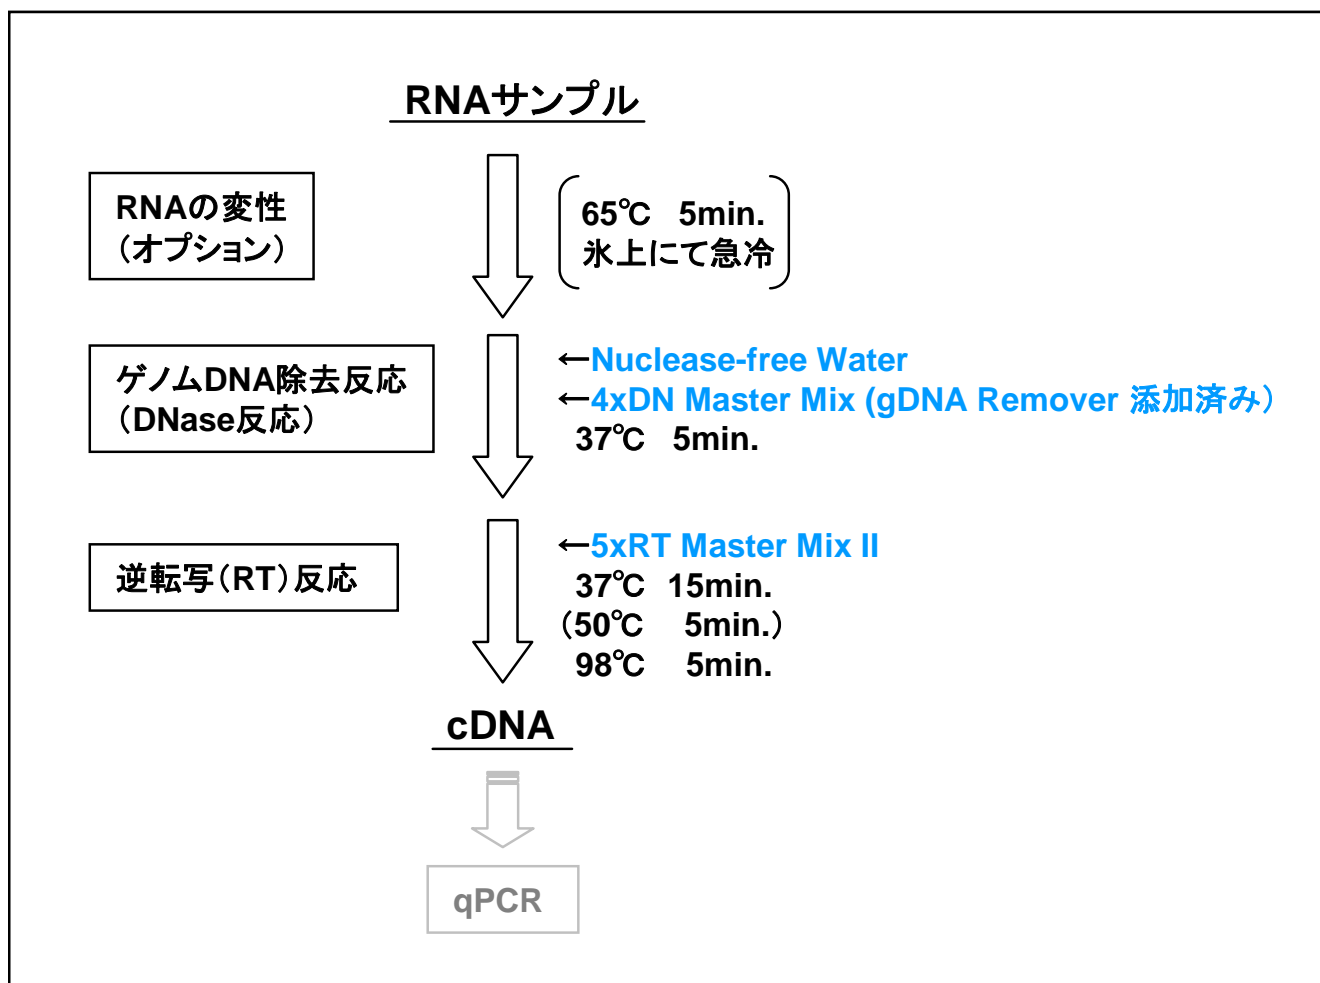 RNAサンプル
RNAの変性
（オプション）
65℃ 5min.
氷上にて急冷
ゲノムDNA除去反応
（DNase反応）
←Nuclease-free Water
←4xDN Master Mix (gDNA Remover 添加済み）
37℃ 5min.
逆転写（RT）反応
←5xRT Master Mix II
37℃ 15min.
（50℃ 5min.）
98℃ 5min.
cDNA
qPCR